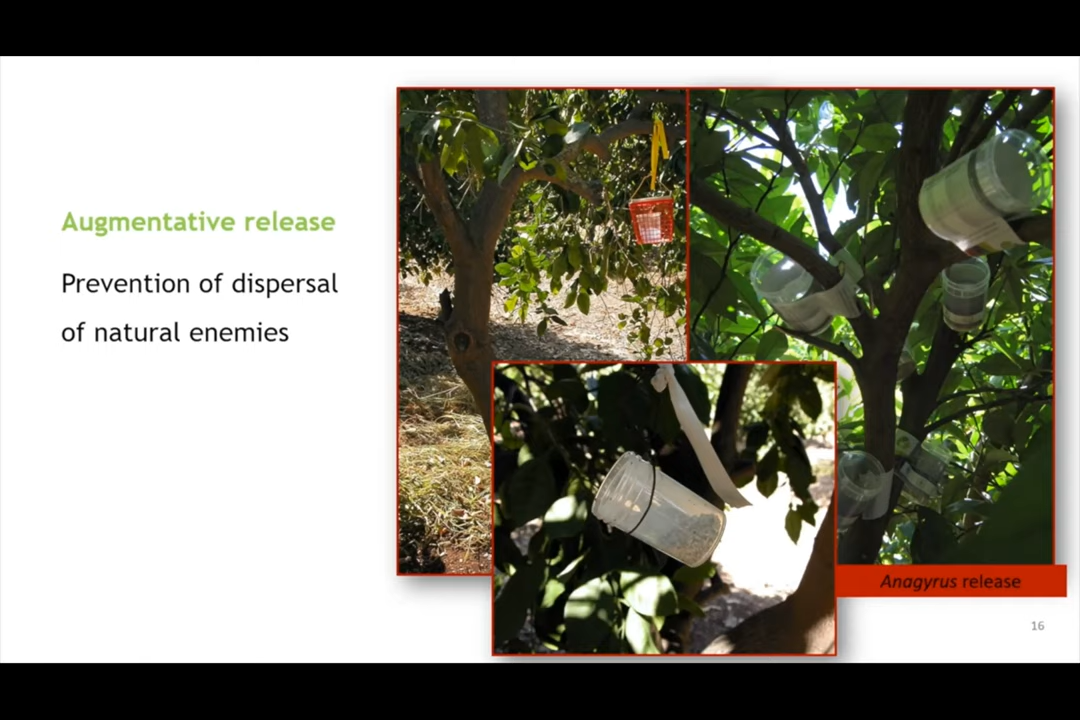 Augmentative release
Prevention of dispersal
of natural enemies
Anagyrus release
16